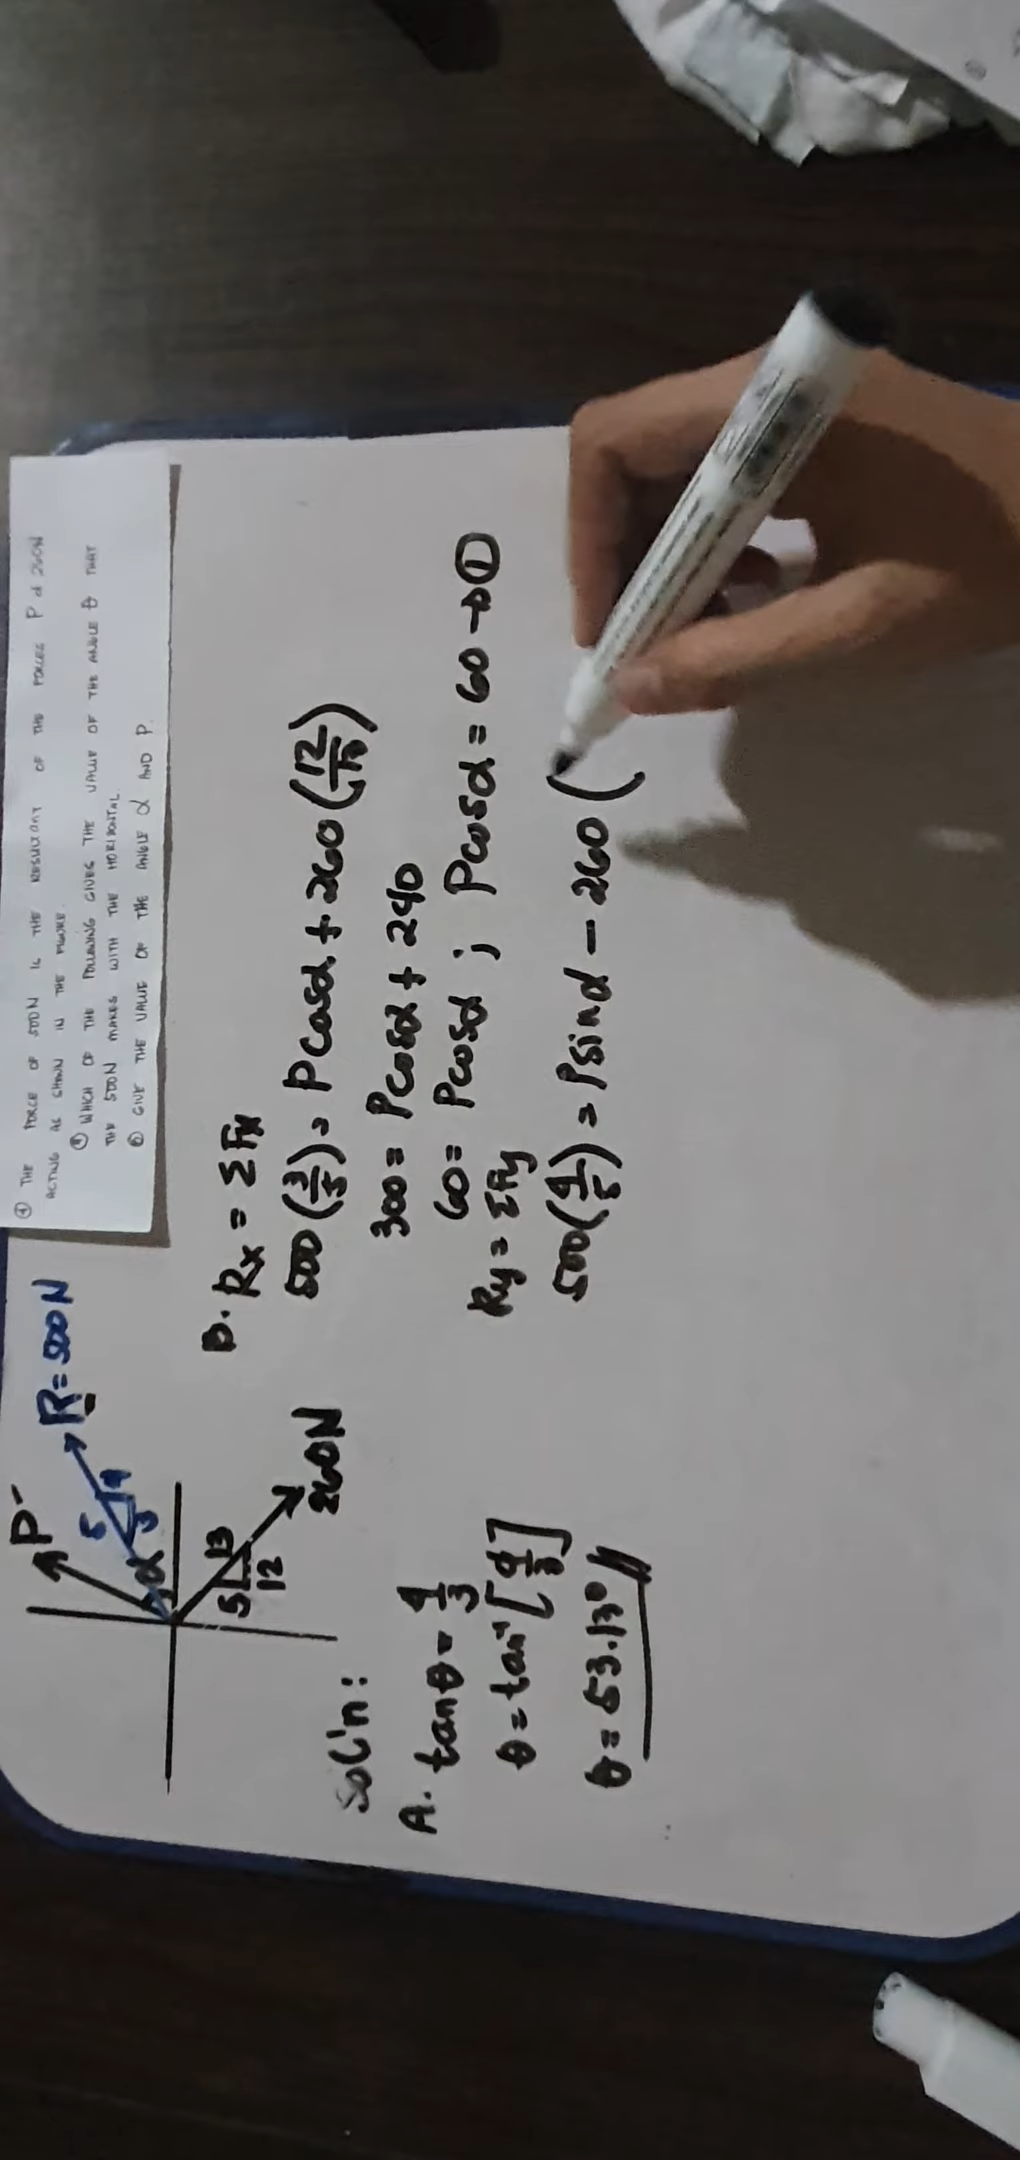 ④ THE FORCE OF 500N IS THE RESULTANT OF THE FORCES P & 260N
ACTING AS SHOWN IN THE FIGURE.
Ⓐ WHICH OF THE FOLLOWING GIVES THE VALUE OF THE ANGLE θ THAT
THE 500N MAKES WITH THE HORIZONTAL.
Ⓑ GIVE THE VALUE OF THE ANGLE α AND P.
P
R=500N
5
4
3
α
5
13
12
260N
Sol'n:
A. tanθ = 4/3
θ = tan⁻¹[4/3]
θ = 53.13°
B. Rx = ΣFx
500(3/5) = Pcosα + 260(12/13)
300 = Pcosα + 240
60 = Pcosα ; Pcosα = 60 → ①
Ry = ΣFy
500(4/5) = Psinα - 260(